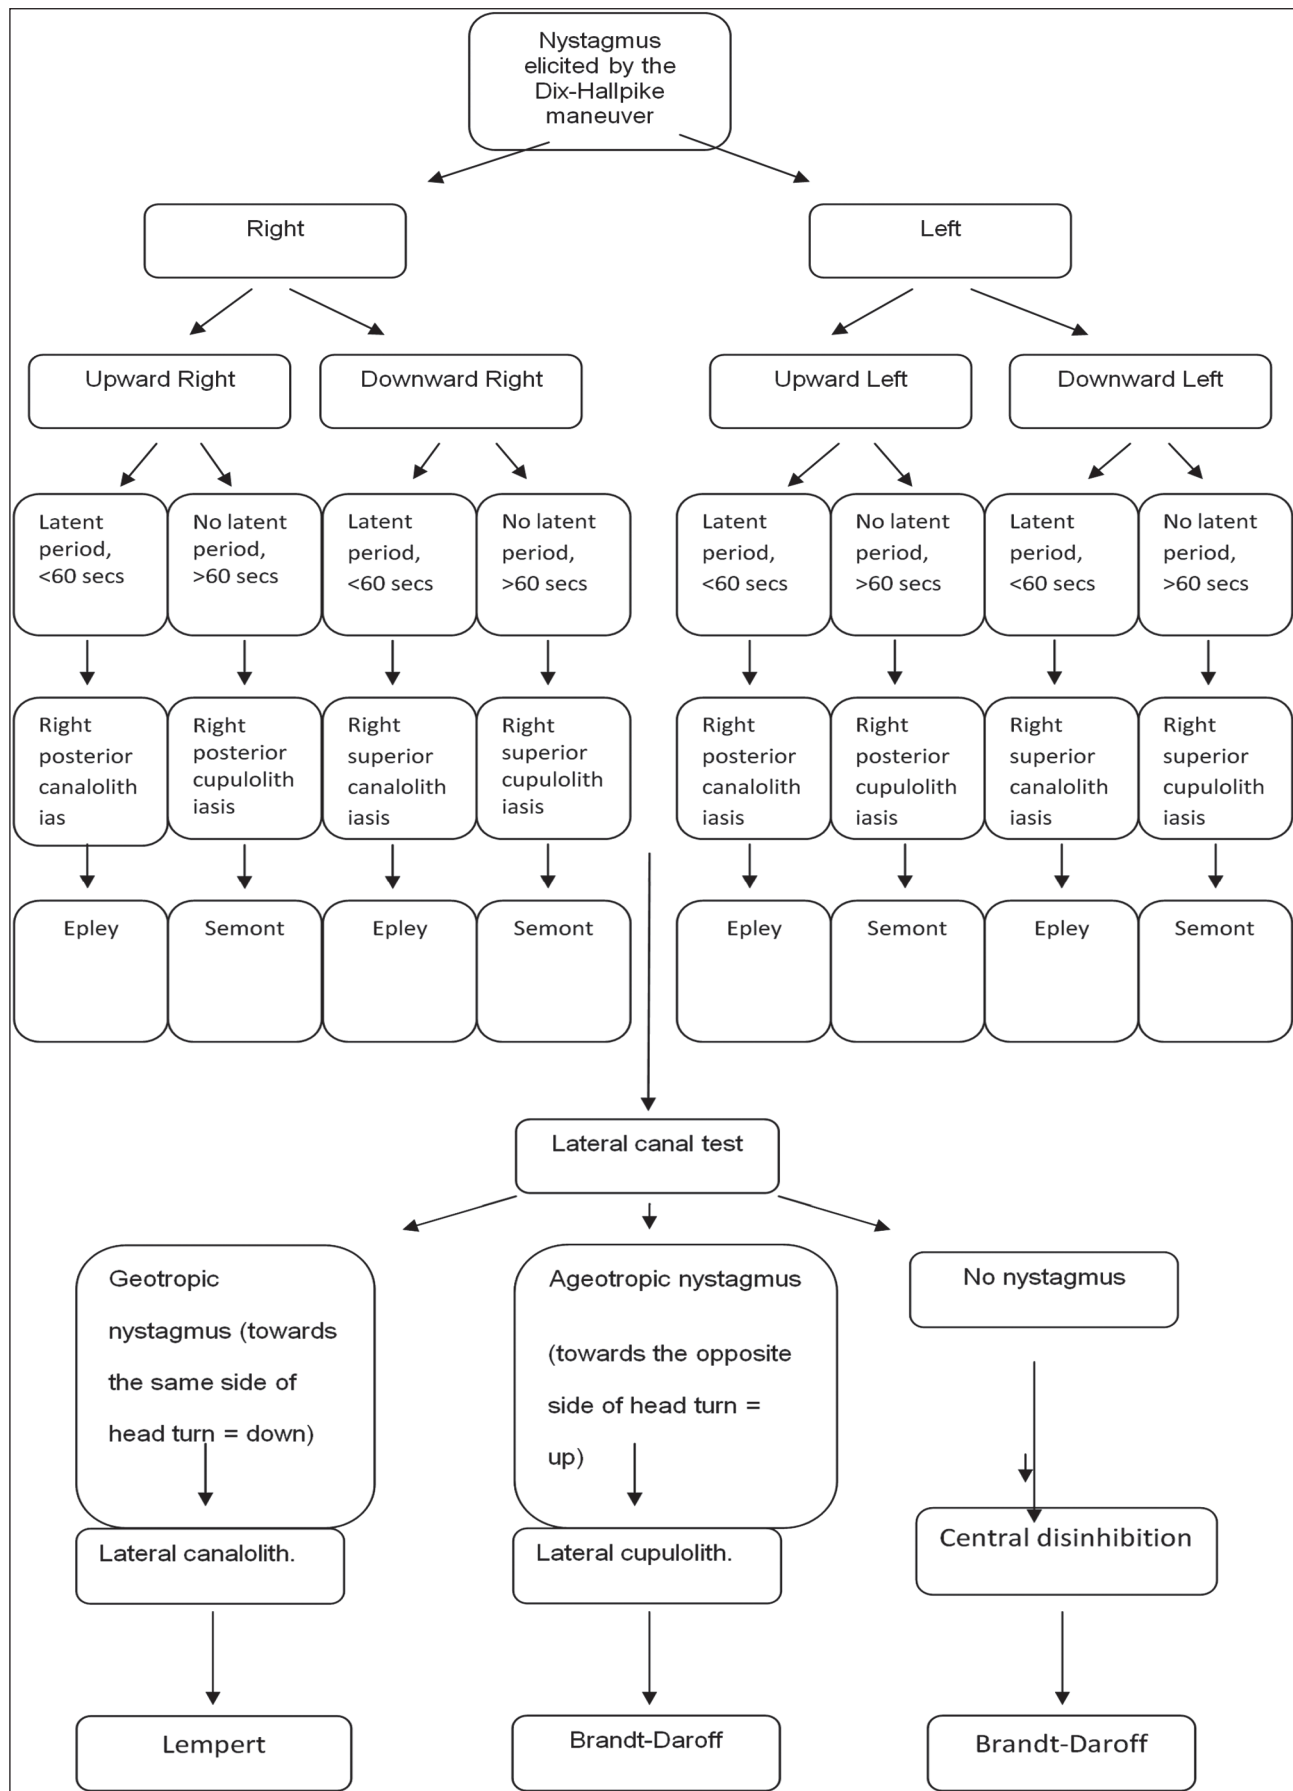 Nystagmus
elicited by the
Dix-Hallpike
maneuver
Right
Left
Upward Right
Downward Right
Upward Left
Downward Left
Latent
period,
<60 secs
No latent
period,
>60 secs
Latent
period,
<60 secs
No latent
period,
>60 secs
Latent
period,
<60 secs
No latent
period,
>60 secs
Latent
period,
<60 secs
No latent
period,
>60 secs
Right
posterior
canalolith
ias
Right
posterior
cupulolith
iasis
Right
superior
canalolith
iasis
Right
superior
cupulolith
iasis
Right
posterior
canalolith
iasis
Right
posterior
cupulolith
iasis
Right
superior
canalolith
iasis
Right
superior
cupulolith
iasis
Epley
Semont
Epley
Semont
Epley
Semont
Epley
Semont
Lateral canal test
Geotropic
nystagmus (towards
the same side of
head turn = down)
Ageotropic nystagmus
(towards the opposite
side of head turn =
up)
No nystagmus
Lateral canalolith.
Lateral cupulolith.
Central disinhibition
Lempert
Brandt-Daroff
Brandt-Daroff